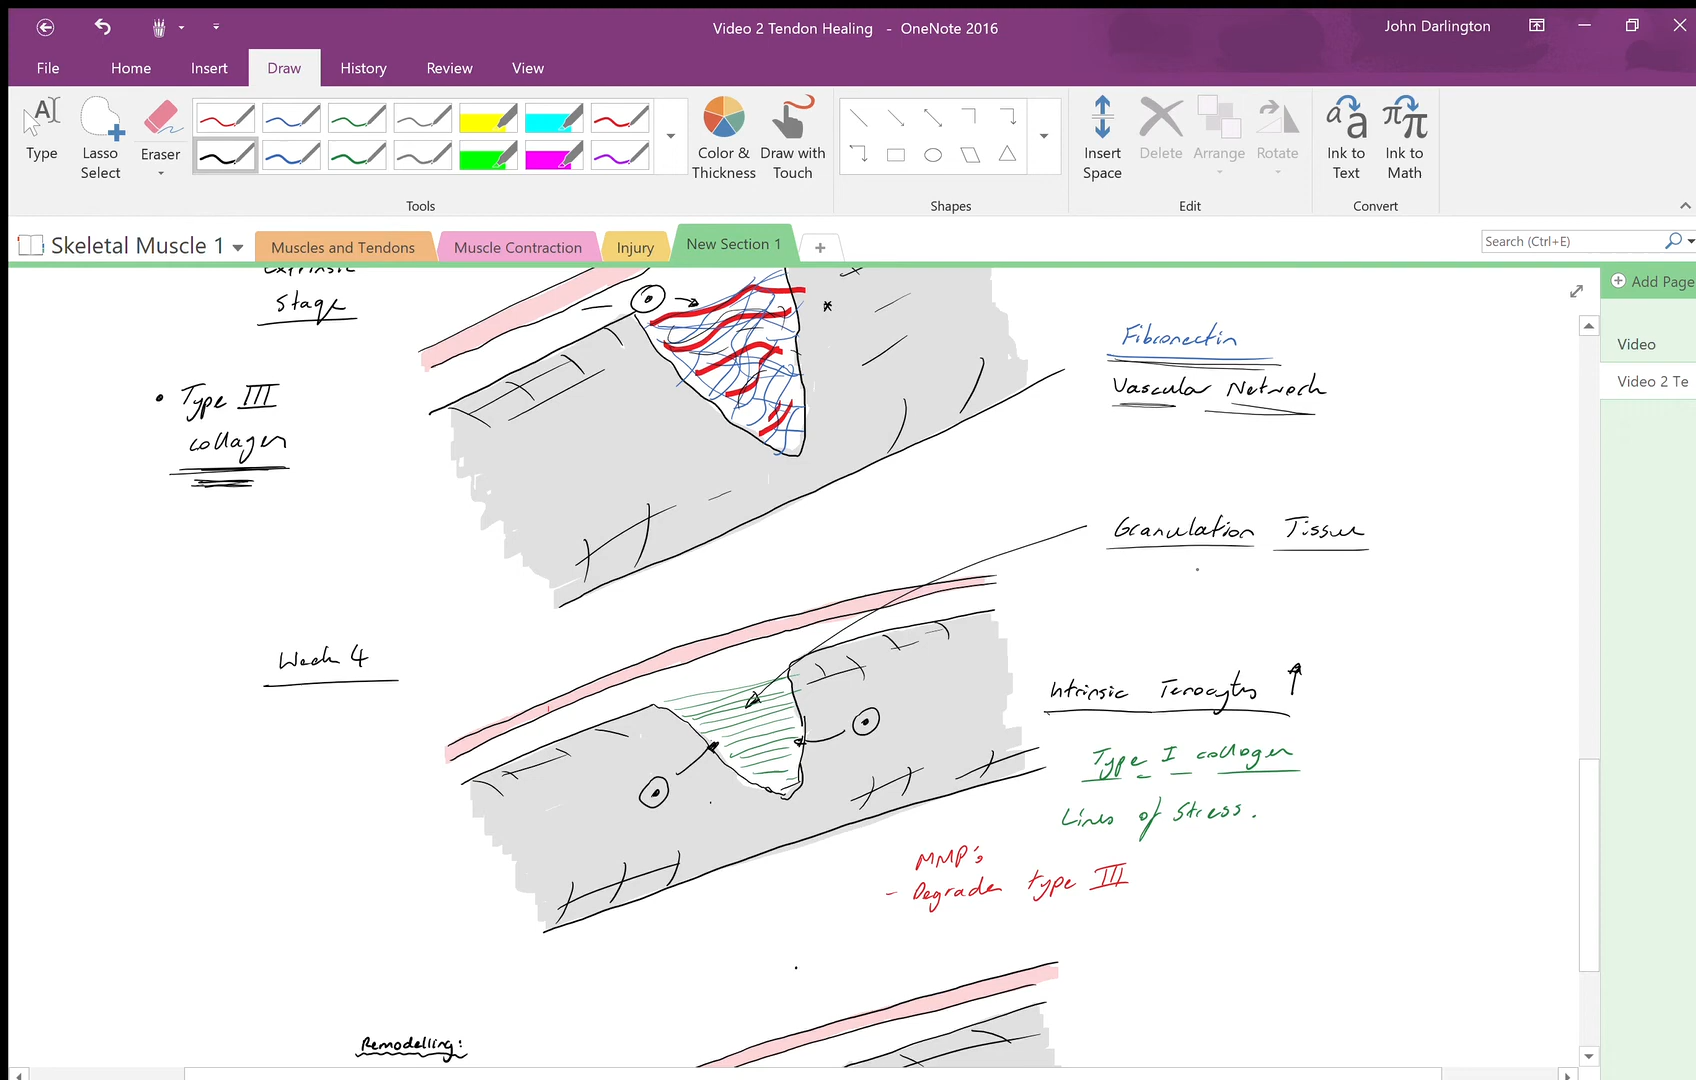 Video 2 Tendon Healing - OneNote 2016
John Darlington
File Home Insert Draw History Review View
Type
Lasso Select
Eraser
Color & Thickness
Draw with Touch
Insert Space
Delete
Arrange
Rotate
Ink to Text
Ink to Math
Tools
Shapes
Edit
Convert
Skeletal Muscle 1
Muscles and Tendons
Muscle Contraction
Injury
New Section 1
Search (Ctrl+E)
Add Page
Video
Video 2 Te
Extrinsic
Stage
• Type III
collagen
Fibronectin
Vascular Network
Granulation Tissue
Week 4
Intrinsic Tenocytes ↑
Type I collagen
Lines of Stress.
MMP's
- Degrades type III
Remodelling: